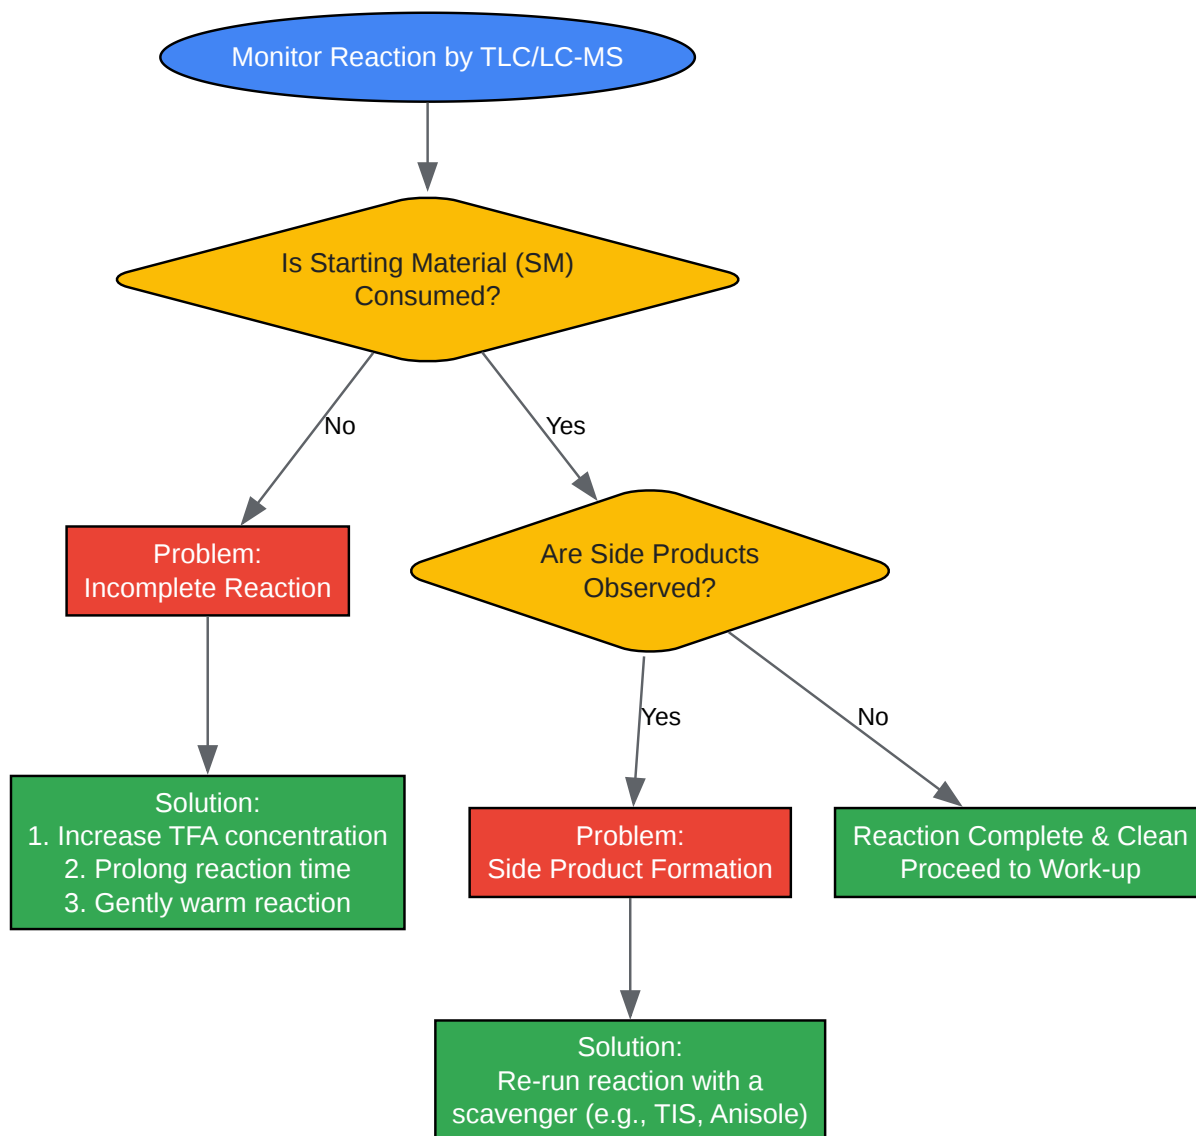 Monitor Reaction by TLC/LC-MS
Is Starting Material (SM)
Consumed?
No
Yes
Problem:
Incomplete Reaction
Are Side Products
Observed?
Yes
No
Solution:
1. Increase TFA concentration
2. Prolong reaction time
3. Gently warm reaction
Problem:
Side Product Formation
Reaction Complete & Clean
Proceed to Work-up
Solution:
Re-run reaction with a
scavenger (e.g., TIS, Anisole)